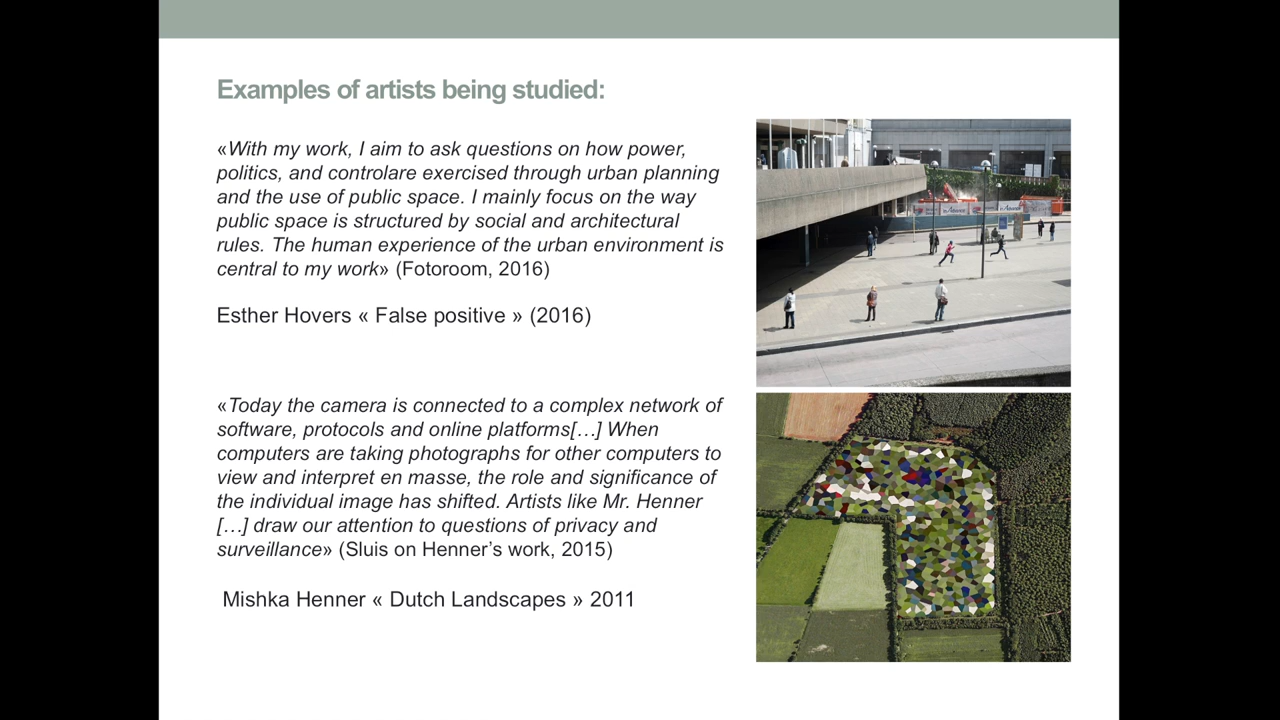 Examples of artists being studied:
«With my work, I aim to ask questions on how power,
politics, and controlare exercised through urban planning
and the use of public space. I mainly focus on the way
public space is structured by social and architectural
rules. The human experience of the urban environment is
central to my work» (Fotoroom, 2016)
Esther Hovers « False positive » (2016)
«Today the camera is connected to a complex network of
software, protocols and online platforms[…] When
computers are taking photographs for other computers to
view and interpret en masse, the role and significance of
the individual image has shifted. Artists like Mr. Henner
[…] draw our attention to questions of privacy and
surveillance» (Sluis on Henner’s work, 2015)
Mishka Henner « Dutch Landscapes » 2011